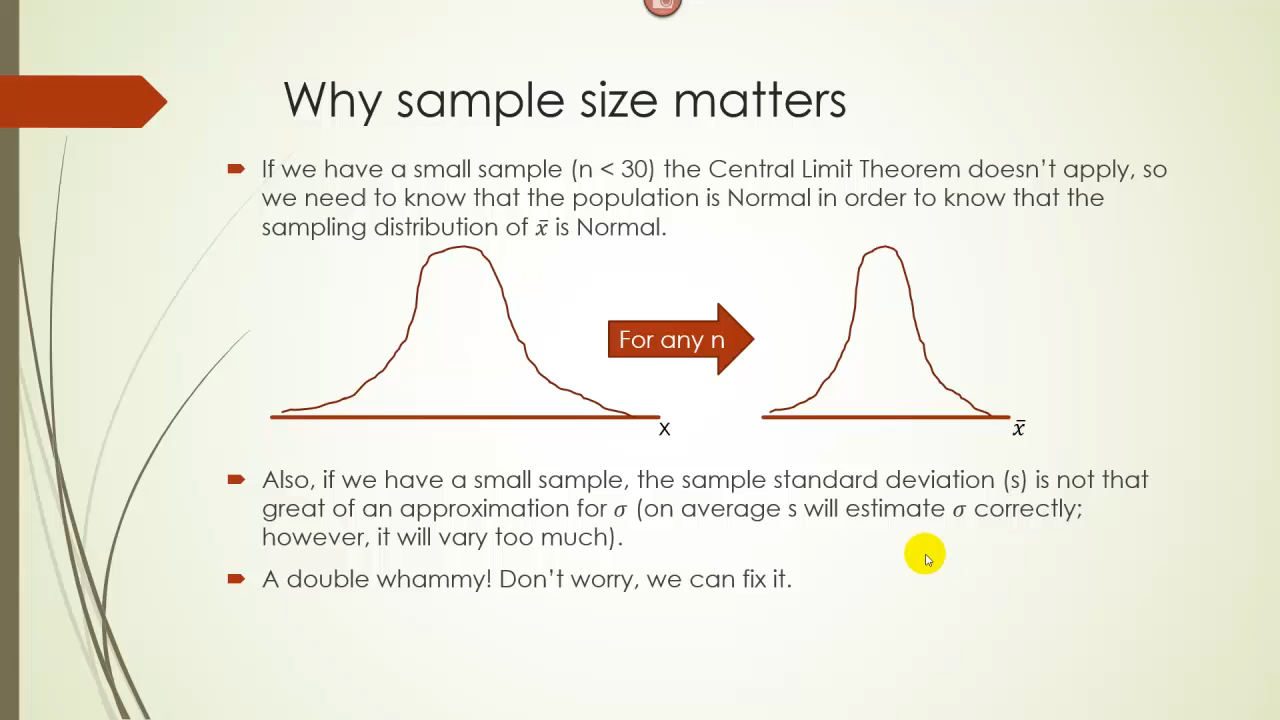 Why sample size matters
If we have a small sample (n < 30) the Central Limit Theorem doesn't apply, so
we need to know that the population is Normal in order to know that the
sampling distribution of x̄ is Normal.
For any n
x
x̄
Also, if we have a small sample, the sample standard deviation (s) is not that
great of an approximation for σ (on average s will estimate σ correctly;
however, it will vary too much).
A double whammy! Don't worry, we can fix it.